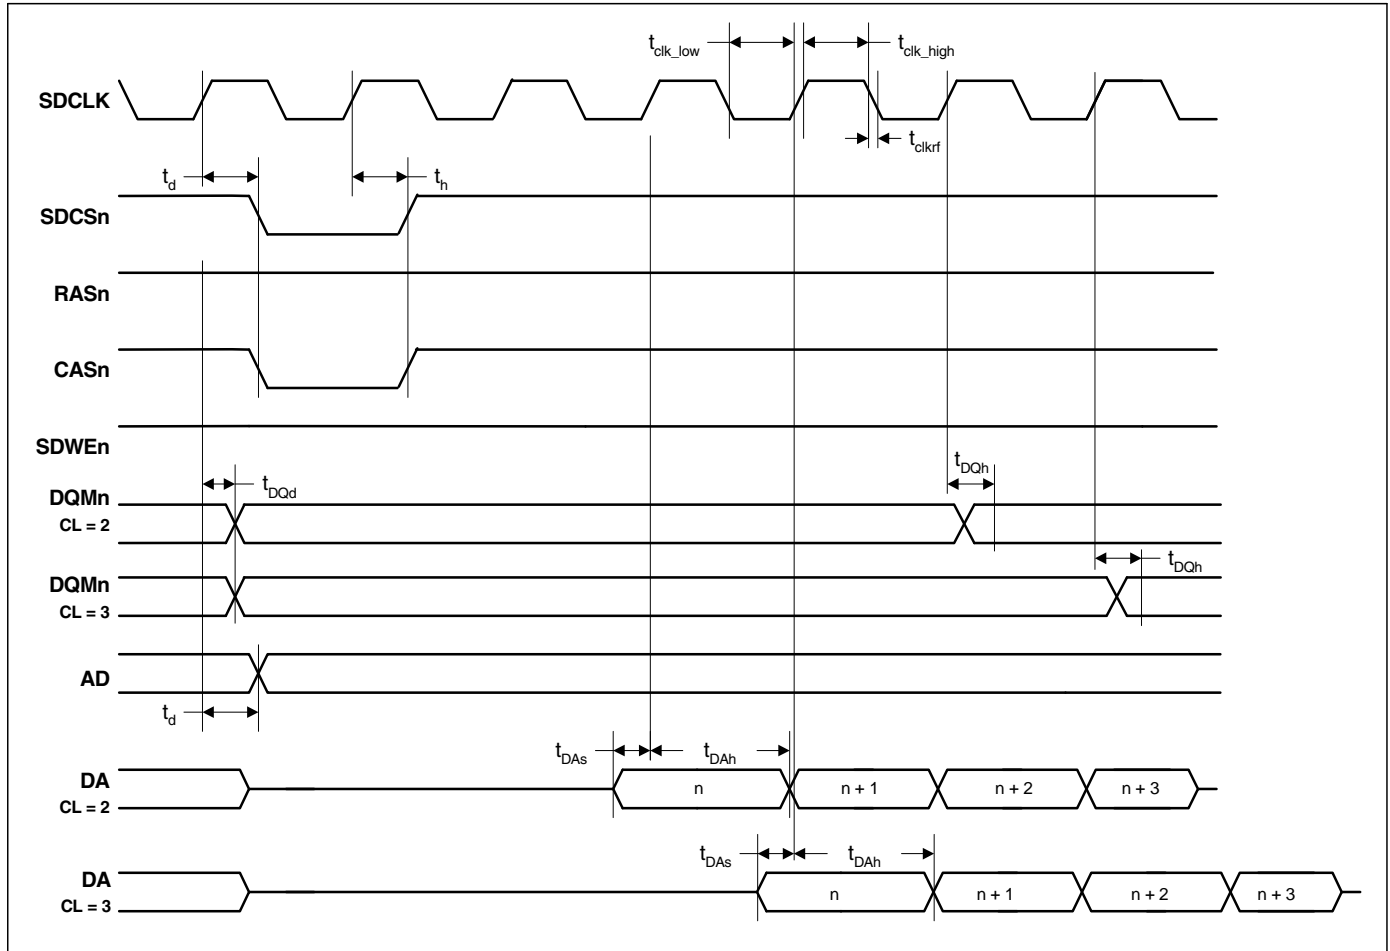 t_clk_low
t_clk_high
SDCLK
t_clkrf
t_d
t_h
SDCSn
RASn
CASn
SDWEn
t_DQh
t_DQd
DQMn
CL = 2
t_DQh
DQMn
CL = 3
AD
t_d
t_DAs
t_DAh
DA
CL = 2
n
n + 1
n + 2
n + 3
t_DAs
t_DAh
DA
CL = 3
n
n + 1
n + 2
n + 3